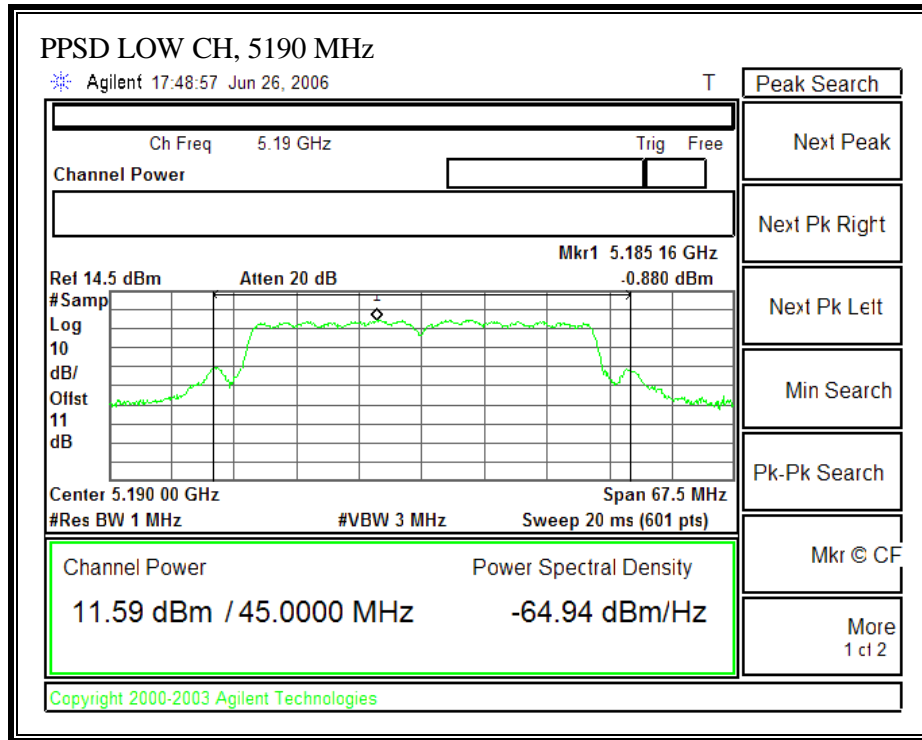 PPSD LOW CH, 5190 MHz
Agilent 17:48:57 Jun 26, 2006 T
Peak Search
Ch Freq 5.19 GHz Trig Free
Next Peak
Channel Power
Next Pk Right
Mkr1 5.185 16 GHz
Ref 14.5 dBm Atten 20 dB -0.880 dBm
#Samp
Log
10
dB/
Offst
11
dB
1
Next Pk Left
Min Search
Pk-Pk Search
Center 5.190 00 GHz Span 67.5 MHz
#Res BW 1 MHz #VBW 3 MHz Sweep 20 ms (601 pts)
Mkr © CF
Channel Power Power Spectral Density
11.59 dBm / 45.0000 MHz -64.94 dBm/Hz
More
1 of 2
Copyright 2000-2003 Agilent Technologies